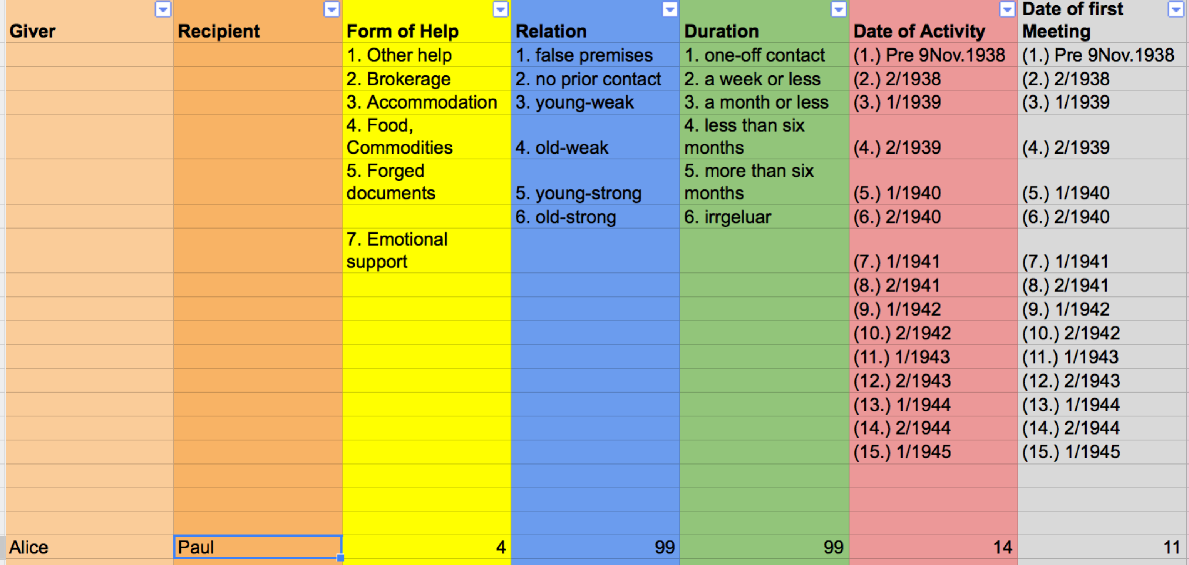 Giver Recipient Form of Help Relation Duration Date of Activity Date of first Meeting
1. Other help 1. false premises 1. one-off contact (1.) Pre 9Nov.1938 (1.) Pre 9Nov.1938
2. Brokerage 2. no prior contact 2. a week or less (2.) 2/1938 (2.) 2/1938
3. Accommodation 3. young-weak 3. a month or less (3.) 1/1939 (3.) 1/1939
4. Food, Commodities 4. old-weak 4. less than six months (4.) 2/1939 (4.) 2/1939
5. Forged documents 5. young-strong 5. more than six months (5.) 1/1940 (5.) 1/1940
6. old-strong 6. irrgeluar (6.) 2/1940 (6.) 2/1940
7. Emotional support (7.) 1/1941 (7.) 1/1941
(8.) 2/1941 (8.) 2/1941
(9.) 1/1942 (9.) 1/1942
(10.) 2/1942 (10.) 2/1942
(11.) 1/1943 (11.) 1/1943
(12.) 2/1943 (12.) 2/1943
(13.) 1/1944 (13.) 1/1944
(14.) 2/1944 (14.) 2/1944
(15.) 1/1945 (15.) 1/1945
Alice Paul 4 99 99 14 11